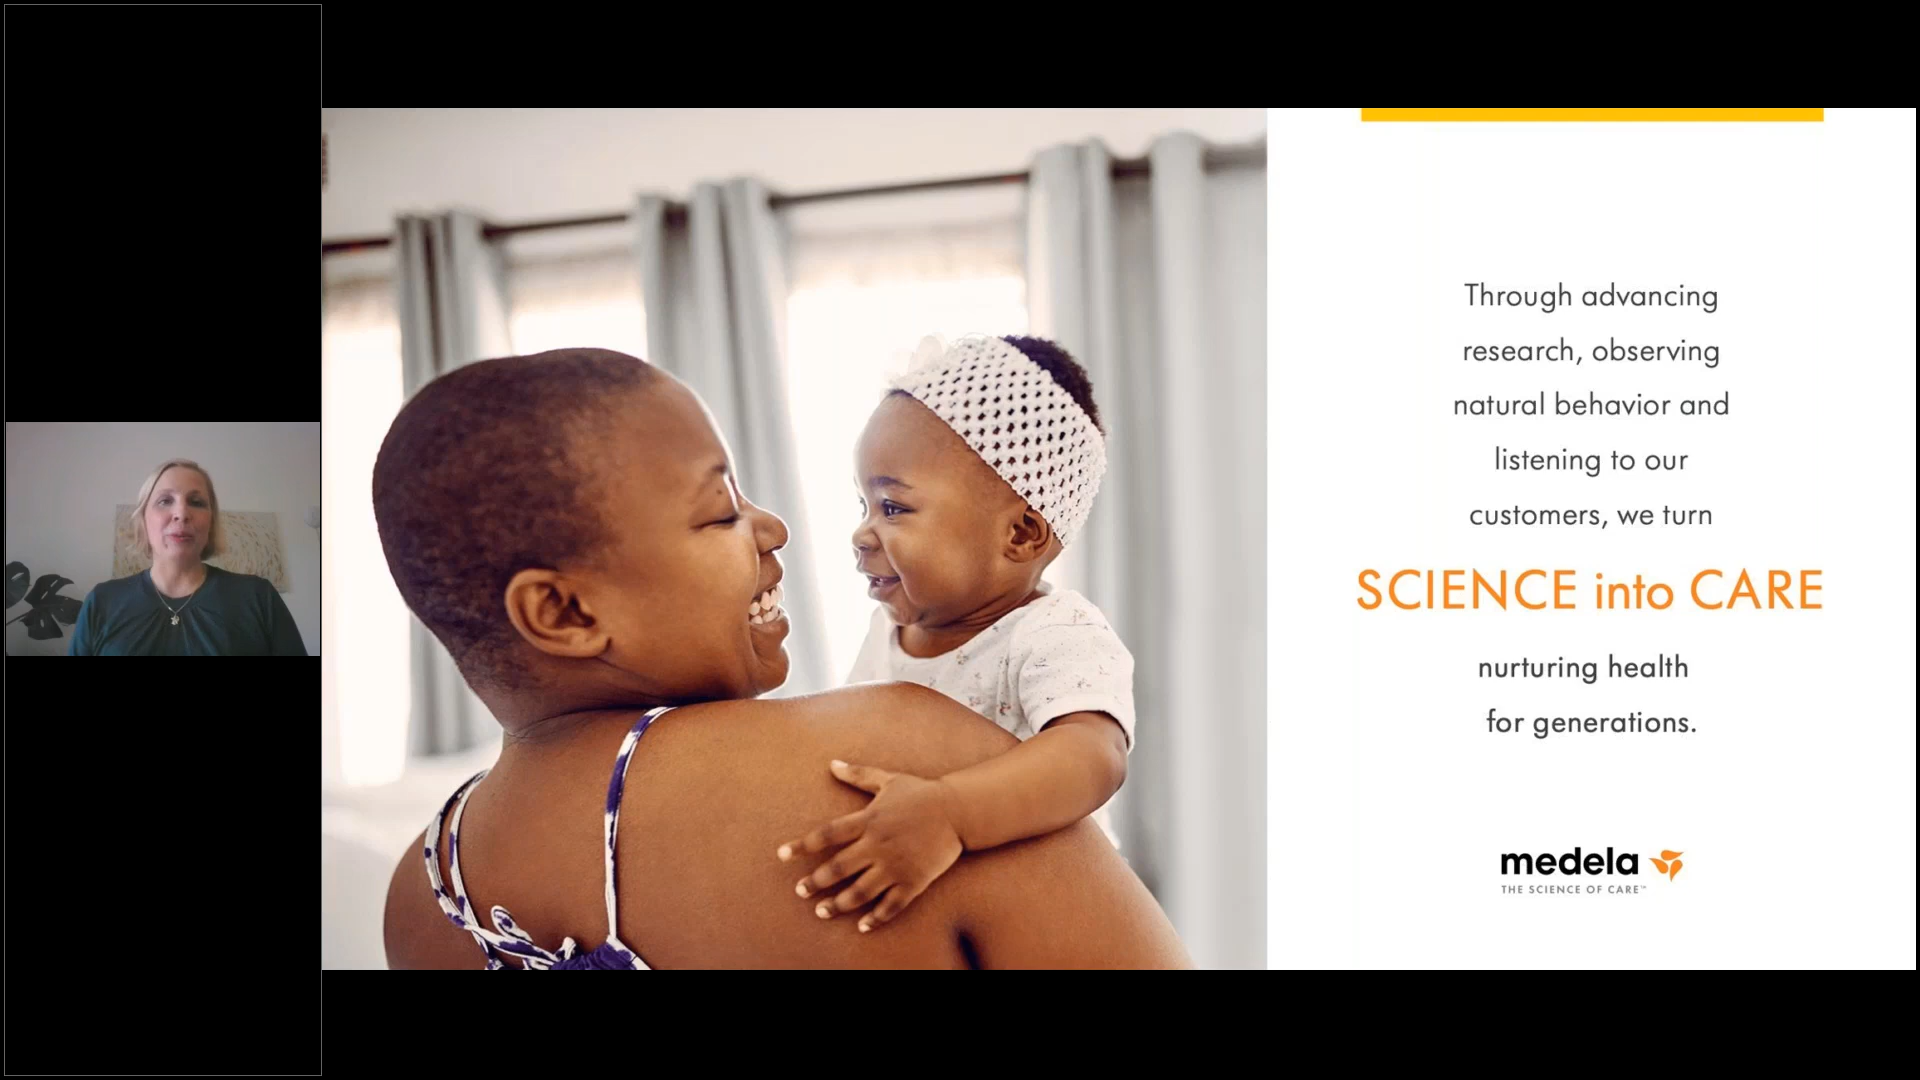 Through advancing
research, observing
natural behavior and
listening to our
customers, we turn
SCIENCE into CARE
nurturing health
for generations.
medela
THE SCIENCE OF CARE™